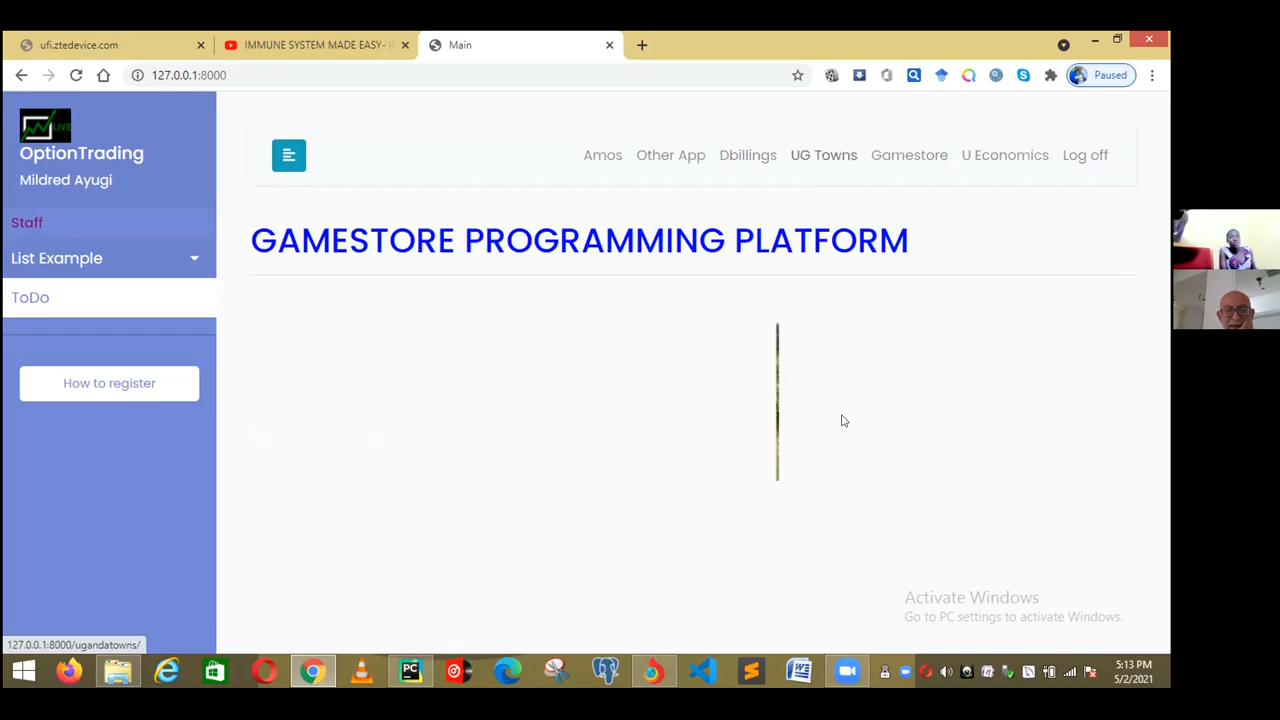 ufi.ztedevice.com
IMMUNE SYSTEM MADE EASY-
Main
127.0.0.1:8000
Paused
LIVE
OptionTrading
Mildred Ayugi
Amos
Other App
Dbillings
UG Towns
Gamestore
U Economics
Log off
Staff
List Example
ToDo
How to register
GAMESTORE PROGRAMMING PLATFORM
Activate Windows
Go to PC settings to activate Windows.
127.0.0.1:8000/ugandatowns/
5:13 PM
5/2/2021